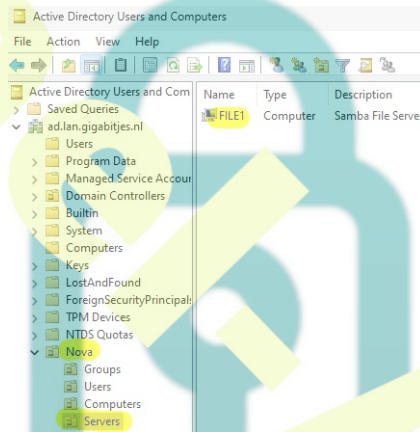 Active Directory Users and Computers
File Action View Help
Active Directory Users and Com
Saved Queries
ad.lan.gigabitjes.nl
Users
Program Data
Managed Service Accour
Domain Controllers
Builtin
System
Computers
Keys
LostAndFound
ForeignSecurityPrincipals
TPM Devices
NTDS Quotas
Nova
Groups
Users
Computers
Servers
Name Type Description
FILE1 Computer Samba File Serve